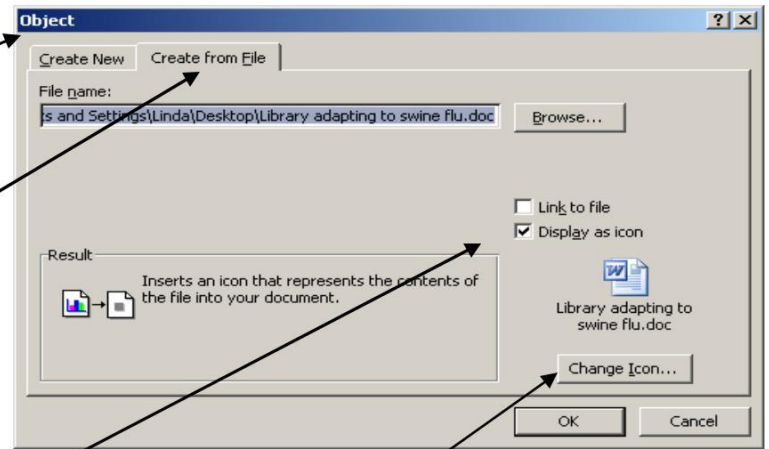 Object
Create New Create from File
File name:
s and Settings\Linda\Desktop\Library adapting to swine flu.doc Browse...
Link to file
Display as icon
Result
Inserts an icon that represents the contents of
the file into your document.
Library adapting to
swine flu.doc
Change Icon...
OK Cancel